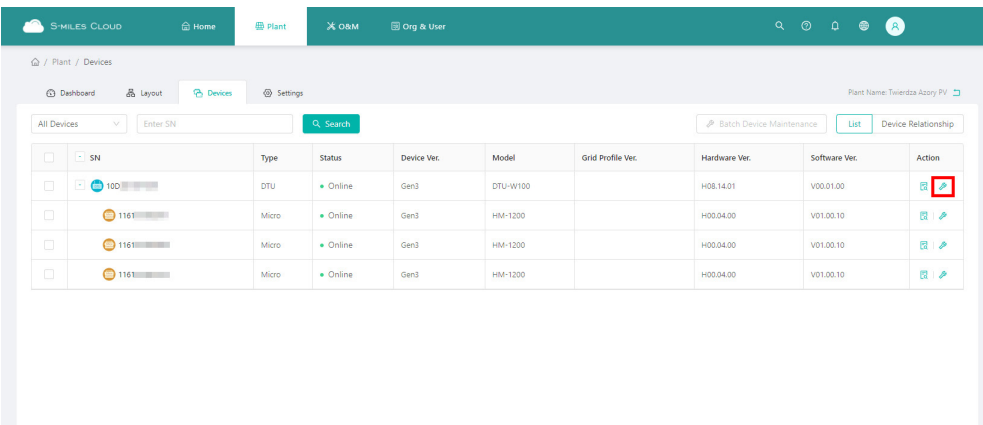 S-MILES CLOUD Home Plant O&M Org & User
/ Plant / Devices
Dashboard Layout Devices Settings Plant Name: Twierdza Azory PV
All Devices Enter SN Search Batch Device Maintenance List Device Relationship
SN Type Status Device Ver. Model Grid Profile Ver. Hardware Ver. Software Ver. Action
10D DTU Online Gen3 DTU-W100 H08.14.01 V00.01.00
1161 Micro Online Gen3 HM-1200 H00.04.00 V01.00.10
1161 Micro Online Gen3 HM-1200 H00.04.00 V01.00.10
1161 Micro Online Gen3 HM-1200 H00.04.00 V01.00.10